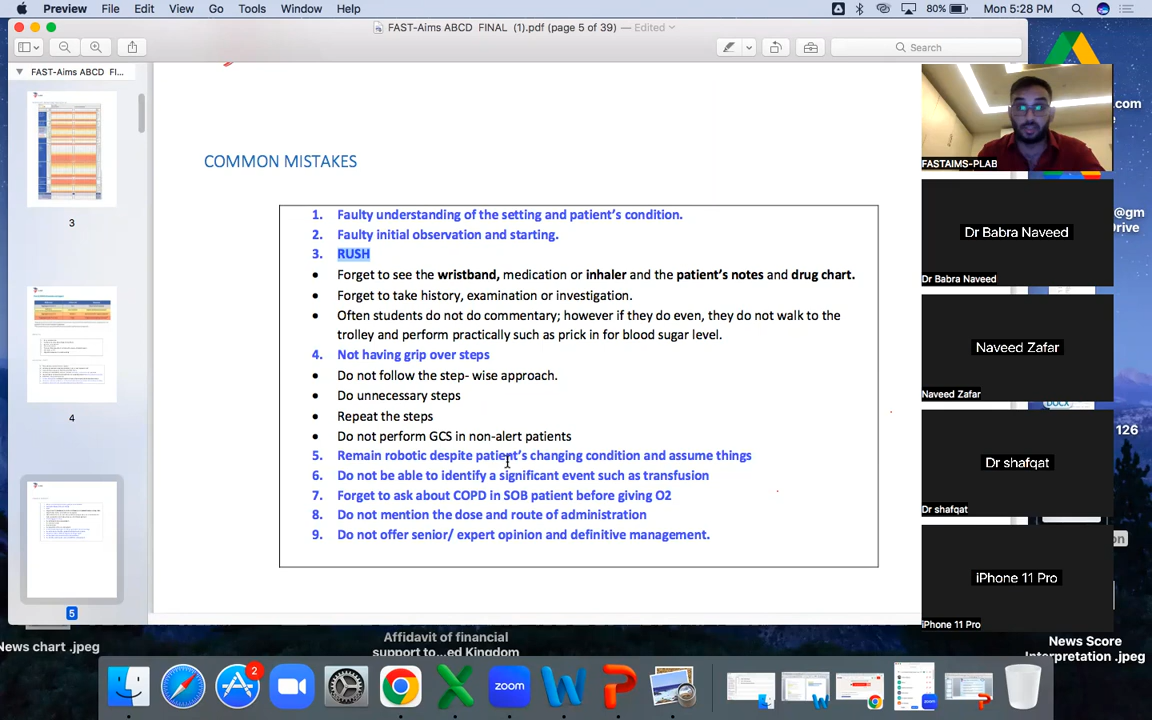 Preview File Edit View Go Tools Window Help
80% Mon 5:28 PM
FAST-Aims ABCD FINAL (1).pdf (page 5 of 39) — Edited
Search
FAST-Aims ABCD FI...
3
4
5
COMMON MISTAKES
1. Faulty understanding of the setting and patient's condition.
2. Faulty initial observation and starting.
3. RUSH
• Forget to see the wristband, medication or inhaler and the patient's notes and drug chart.
• Forget to take history, examination or investigation.
• Often students do not do commentary; however if they do even, they do not walk to the
trolley and perform practically such as prick in for blood sugar level.
4. Not having grip over steps
• Do not follow the step- wise approach.
• Do unnecessary steps
• Repeat the steps
• Do not perform GCS in non-alert patients
5. Remain robotic despite patient's changing condition and assume things
6. Do not be able to identify a significant event such as transfusion
7. Forget to ask about COPD in SOB patient before giving O2
8. Do not mention the dose and route of administration
9. Do not offer senior/ expert opinion and definitive management.
FASTAIMS-PLAB
Dr Babra Naveed
Dr Babra Naveed
Naveed Zafar
Naveed Zafar
Dr shafqat
Dr shafqat
iPhone 11 Pro
iPhone 11 Pro
.com
@gm
Drive
126
News chart .jpeg
Affidavit of financial
support to...ed Kingdom
News Score
Interpretation .jpeg
2
zoom